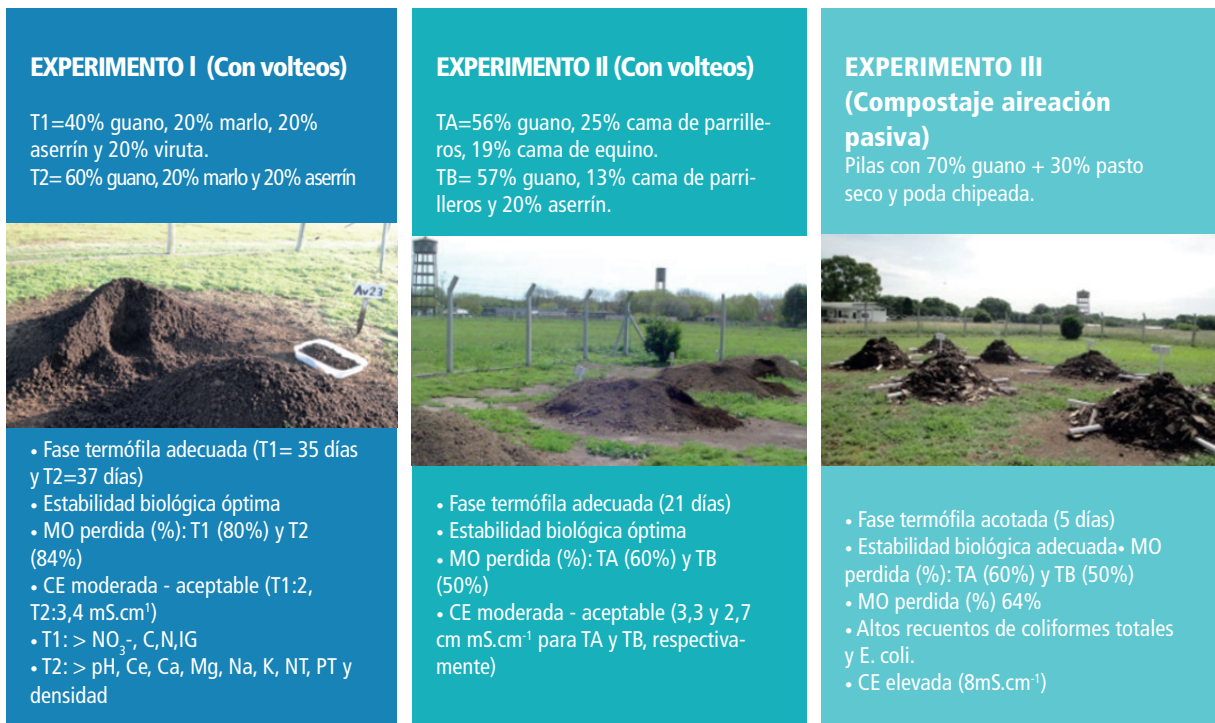 EXPERIMENTO I (Con volteos)
T1=40% guano, 20% marlo, 20%
aserrín y 20% viruta.
T2= 60% guano, 20% marlo y 20% aserrín
Av23
• Fase termófila adecuada (T1= 35 días
y T2=37 días)
• Estabilidad biológica óptima
• MO perdida (%): T1 (80%) y T2
(84%)
• CE moderada - aceptable (T1:2,
T2:3,4 mS.cm¹)
• T1: > NO₃-, C,N,IG
• T2: > pH, Ce, Ca, Mg, Na, K, NT, PT y
densidad
EXPERIMENTO II (Con volteos)
TA=56% guano, 25% cama de parrille-
ros, 19% cama de equino.
TB= 57% guano, 13% cama de parri-
lleros y 20% aserrín.
• Fase termófila adecuada (21 días)
• Estabilidad biológica óptima
• MO perdida (%): TA (60%) y TB
(50%)
• CE moderada - aceptable (3,3 y 2,7
cm mS.cm⁻¹ para TA y TB, respectiva-
mente)
EXPERIMENTO III
(Compostaje aireación
pasiva)
Pilas con 70% guano + 30% pasto
seco y poda chipeada.
• Fase termófila acotada (5 días)
• Estabilidad biológica adecuada• MO
perdida (%): TA (60%) y TB (50%)
• MO perdida (%) 64%
• Altos recuentos de coliformes totales
y E. coli.
• CE elevada (8mS.cm⁻¹)